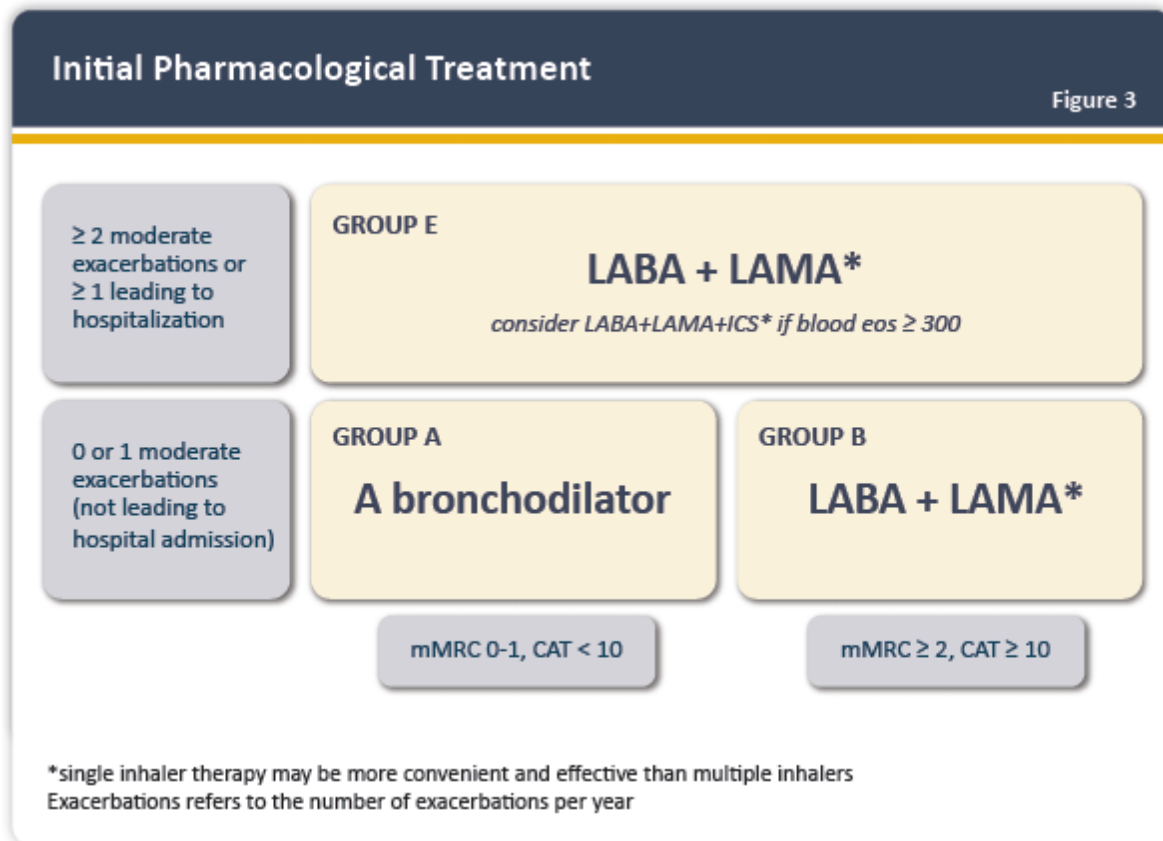 Initial Pharmacological Treatment
Figure 3
≥ 2 moderate
exacerbations or
≥ 1 leading to
hospitalization
GROUP E
LABA + LAMA*
consider LABA+LAMA+ICS* if blood eos ≥ 300
0 or 1 moderate
exacerbations
(not leading to
hospital admission)
GROUP A
A bronchodilator
GROUP B
LABA + LAMA*
mMRC 0-1, CAT < 10
mMRC ≥ 2, CAT ≥ 10
*single inhaler therapy may be more convenient and effective than multiple inhalers
Exacerbations refers to the number of exacerbations per year